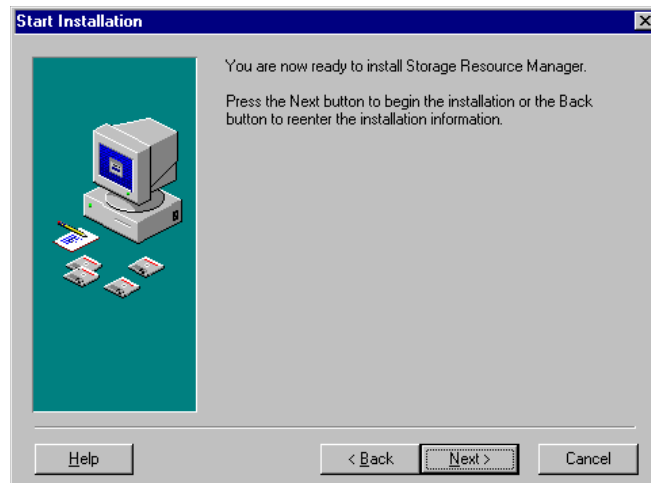 Start Installation
You are now ready to install Storage Resource Manager.
Press the Next button to begin the installation or the Back
button to reenter the installation information.
Help
< Back
Next >
Cancel